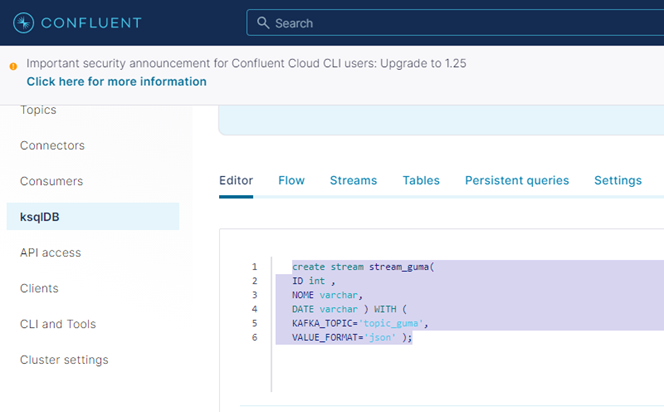 CONFLUENT
Search
Important security announcement for Confluent Cloud CLI users: Upgrade to 1.25
Click here for more information
Topics
Connectors
Consumers
ksqlDB
API access
Clients
CLI and Tools
Cluster settings
Editor Flow Streams Tables Persistent queries Settings
1 create stream stream_guma(
2 ID int ,
3 NOME varchar,
4 DATE varchar ) WITH (
5 KAFKA_TOPIC='topic_guma',
6 VALUE_FORMAT='json' );